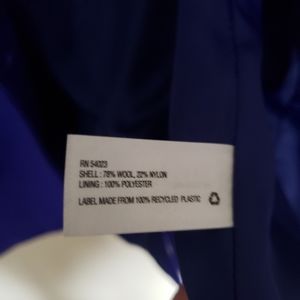 RN 54023
SHELL : 78% WOOL, 22% NYLON
LINING : 100% POLYESTER
LABEL MADE FROM 100% RECYCLED PLASTIC